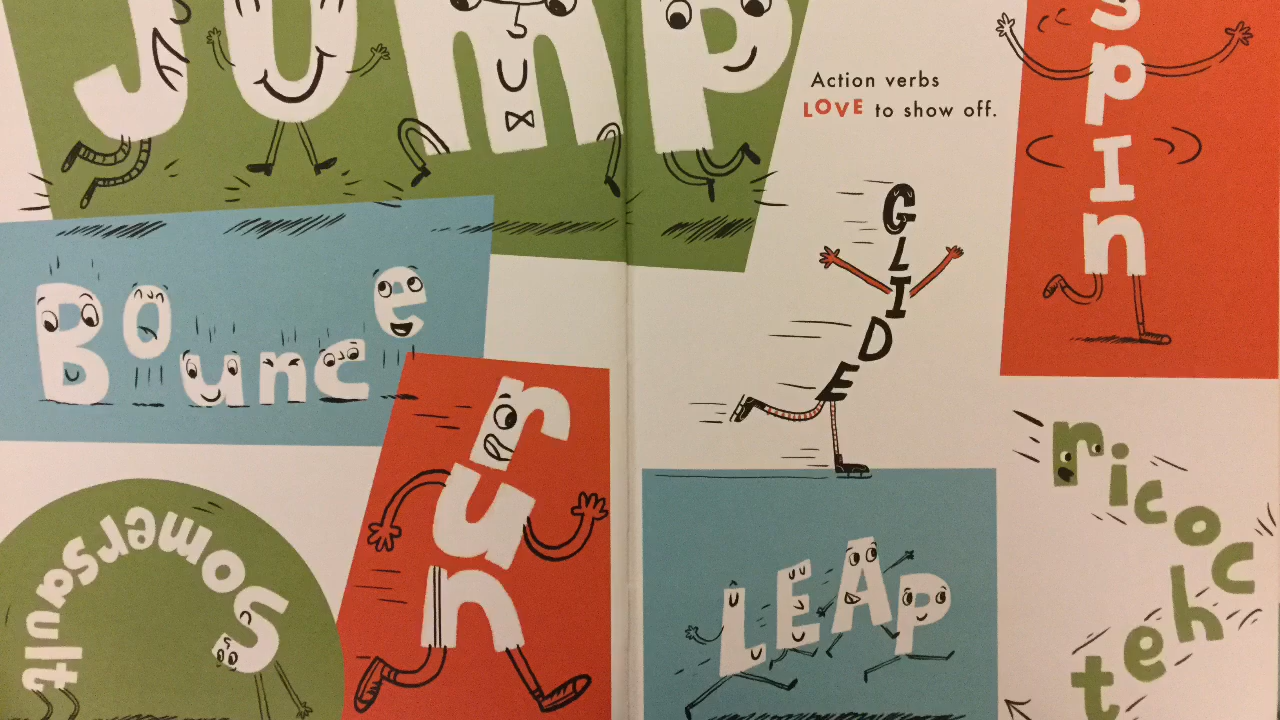 JUMP
Action verbs
LOVE to show off.
spIn
Bounce
GLIDE
run
Somersault
LEAP
ricochet